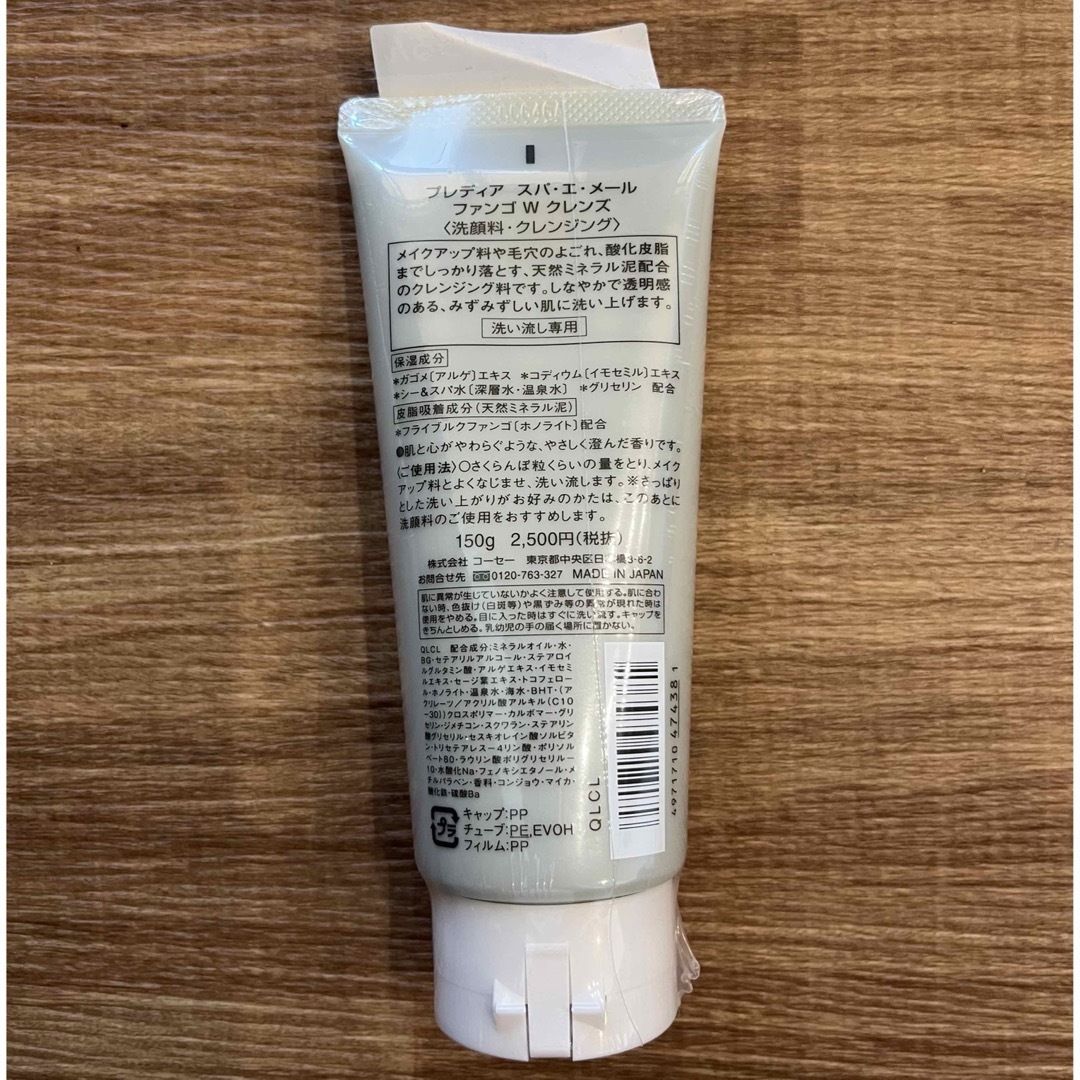 プレディア スパ・エ・メール
ファンゴ W クレンズ
〈洗顔料・クレンジング〉
メイクアップ料や毛穴のよごれ、酸化皮脂
までしっかり落とす、天然ミネラル泥配合
のクレンジング料です。しなやかで透明感
のある、みずみずしい肌に洗い上げます。
洗い流し専用
保湿成分
*ガゴメ〔アルゲ〕エキス *コディウム〔イモセミル〕エキス
*シー&スパ水〔深層水・温泉水〕 *グリセリン 配合
皮脂吸着成分(天然ミネラル泥)
*フライブルクファンゴ〔ホノライト〕配合
●肌と心がやわらぐような、やさしく澄んだ香りです。
〈ご使用法〉○さくらんぼ粒くらいの量をとり、メイク
アップ料とよくなじませ、洗い流します。※さっぱり
とした洗い上がりがお好みのかたは、このあとに
洗顔料のご使用をおすすめします。
150g 2,500円(税抜)
株式会社 コーセー 東京都中央区日本橋3-6-2
お問合せ先 0120-763-327 MADE IN JAPAN
肌に異常が生じていないかよく注意して使用する。肌に合わ
ない時、色抜け(白斑等)や黒ずみ等の異常が現れた時は
使用をやめる。目に入った時はすぐに洗い流す。キャップを
きちんとしめる。乳幼児の手の届く場所に置かない。
QLCL 配合成分:ミネラルオイル・水・
BG・セテアリルアルコール・ステアロイ
ルグルタミン酸・アルゲエキス・イモセミ
ルエキス・セージ葉エキス・トコフェロー
ル・ホノライト・温泉水・海水・BHT・(ア
クリレーツ/アクリル酸アルキル(C10
-30))クロスポリマー・カルボマー・グリ
セリン・ジメチコン・スクワラン・ステアリン
酸グリセリル・セスキオレイン酸ソルビタ
ン・トリセテアレス-4リン酸・ポリソル
ベート80・ラウリン酸ポリグリセリル-
10・水酸化Na・フェノキシエタノール・メ
チルパラベン・香料・コンジョウ・マイカ・
酸化鉄・硫酸Ba
プラ
キャップ:PP
チューブ:PE,EVOH
フィルム:PP
QLCL
4971710 474381